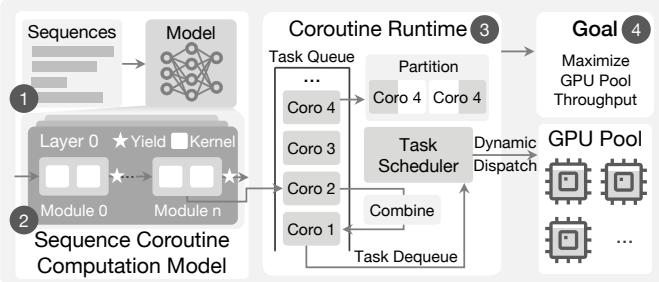 Sequences
Model
1
Layer 0
Yield
Kernel
...
Module 0
Module n
2
Sequence Coroutine
Computation Model
Coroutine Runtime
3
Task Queue
...
Coro 4
Coro 3
Coro 2
Coro 1
Partition
Coro 4
Coro 4
Task
Scheduler
Combine
Task Dequeue
Dynamic
Dispatch
Goal
4
Maximize
GPU Pool
Throughput
GPU Pool
...